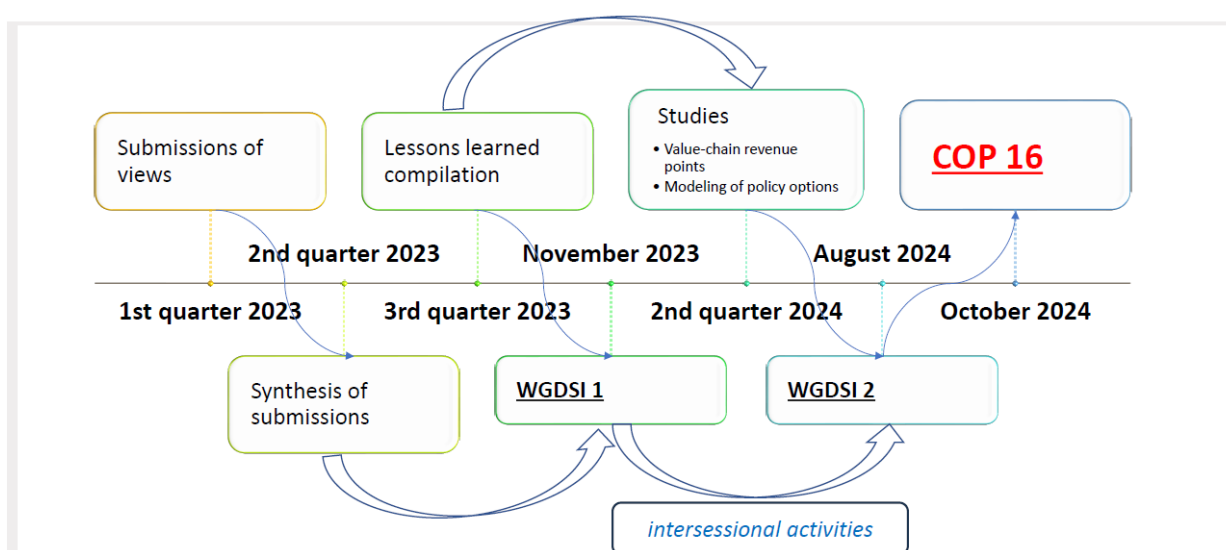 Submissions of
views
Lessons learned
compilation
Studies
• Value-chain revenue
points
• Modeling of policy options
COP 16
2nd quarter 2023
November 2023
August 2024
1st quarter 2023
3rd quarter 2023
2nd quarter 2024
October 2024
Synthesis of
submissions
WGDSI 1
WGDSI 2
intersessional activities